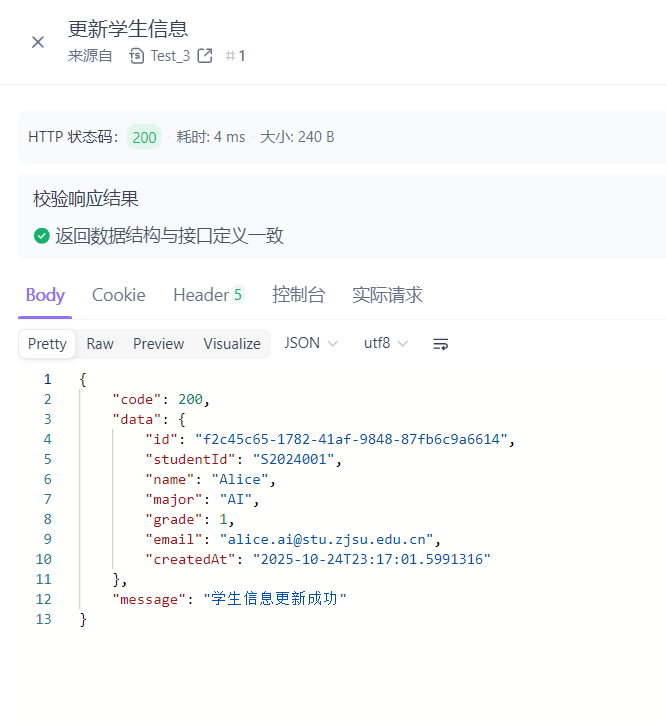 更新学生信息
来源自 Test_3 #1
HTTP 状态码: 200 · 耗时: 4 ms · 大小: 240 B
校验响应结果
返回数据结构与接口定义一致
Body Cookie Header 5 控制台 实际请求
Pretty Raw Preview Visualize JSON utf8
1 {
2 "code": 200,
3 "data": {
4 "id": "f2c45c65-1782-41af-9848-87fb6c9a6614",
5 "studentId": "S2024001",
6 "name": "Alice",
7 "major": "AI",
8 "grade": 1,
9 "email": "alice.ai@stu.zjsu.edu.cn",
10 "createdAt": "2025-10-24T23:17:01.5991316"
11 },
12 "message": "学生信息更新成功"
13 }